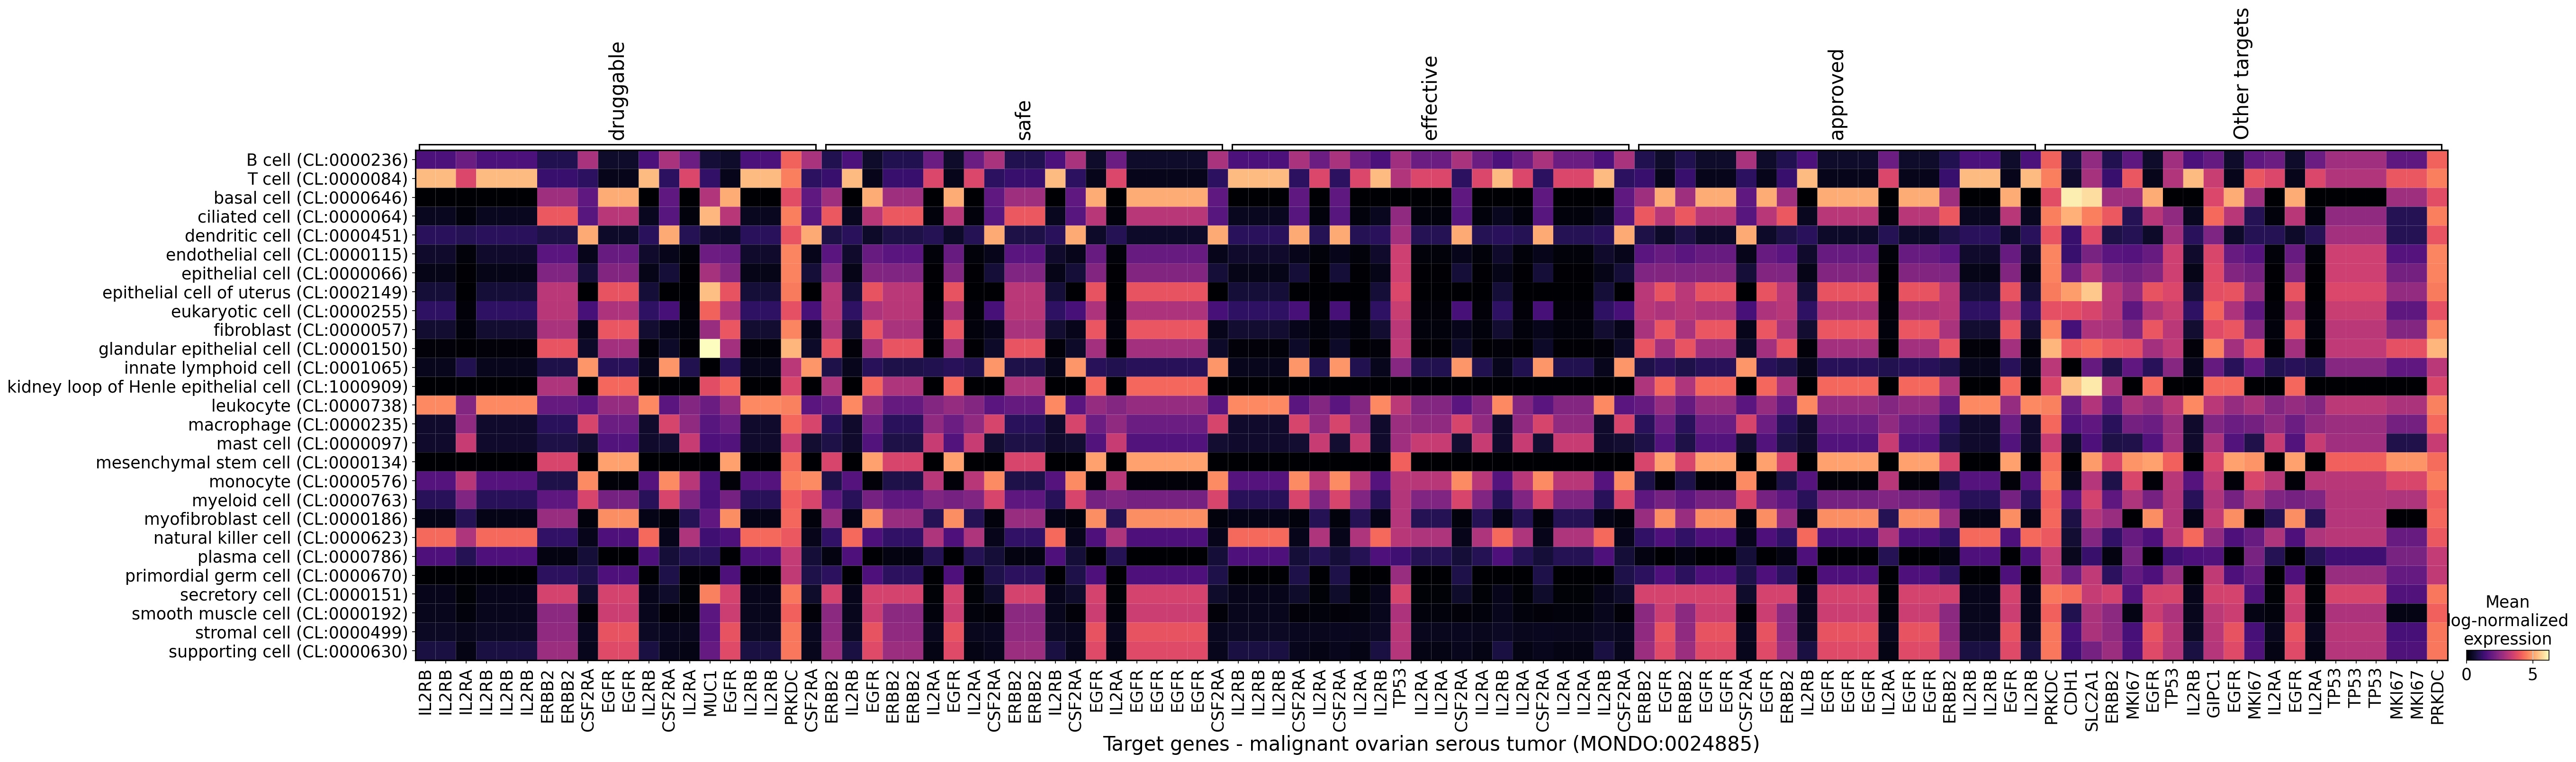 druggable
safe
effective
approved
Other targets
B cell (CL:0000236)
T cell (CL:0000084)
basal cell (CL:0000646)
ciliated cell (CL:0000064)
dendritic cell (CL:0000451)
endothelial cell (CL:0000115)
epithelial cell (CL:0000066)
epithelial cell of uterus (CL:0002149)
eukaryotic cell (CL:0000255)
fibroblast (CL:0000057)
glandular epithelial cell (CL:0000150)
innate lymphoid cell (CL:0001065)
kidney loop of Henle epithelial cell (CL:1000909)
leukocyte (CL:0000738)
macrophage (CL:0000235)
mast cell (CL:0000097)
mesenchymal stem cell (CL:0000134)
monocyte (CL:0000576)
myeloid cell (CL:0000763)
myofibroblast cell (CL:0000186)
natural killer cell (CL:0000623)
plasma cell (CL:0000786)
primordial germ cell (CL:0000670)
secretory cell (CL:0000151)
smooth muscle cell (CL:0000192)
stromal cell (CL:0000499)
supporting cell (CL:0000630)
IL2RB
IL2RB
IL2RA
IL2RB
IL2RB
IL2RB
ERBB2
ERBB2
CSF2RA
EGFR
EGFR
IL2RB
CSF2RA
IL2RA
MUC1
EGFR
IL2RB
IL2RB
PRKDC
CSF2RA
ERBB2
IL2RB
EGFR
ERBB2
ERBB2
IL2RA
EGFR
IL2RA
CSF2RA
ERBB2
ERBB2
IL2RB
CSF2RA
EGFR
IL2RA
EGFR
EGFR
EGFR
EGFR
CSF2RA
IL2RB
IL2RB
IL2RB
CSF2RA
IL2RA
CSF2RA
IL2RA
IL2RB
TP53
IL2RA
IL2RA
CSF2RA
IL2RA
IL2RB
IL2RA
CSF2RA
IL2RA
IL2RA
IL2RB
CSF2RA
ERBB2
EGFR
ERBB2
EGFR
EGFR
CSF2RA
EGFR
ERBB2
IL2RB
EGFR
EGFR
EGFR
IL2RA
EGFR
EGFR
ERBB2
IL2RB
IL2RB
EGFR
IL2RB
PRKDC
CDH1
SLC2A1
ERBB2
MKI67
EGFR
TP53
IL2RB
GIPC1
EGFR
MKI67
IL2RA
EGFR
IL2RA
TP53
TP53
TP53
MKI67
MKI67
PRKDC
Target genes - malignant ovarian serous tumor (MONDO:0024885)
Mean
log-normalized
expression
0 5